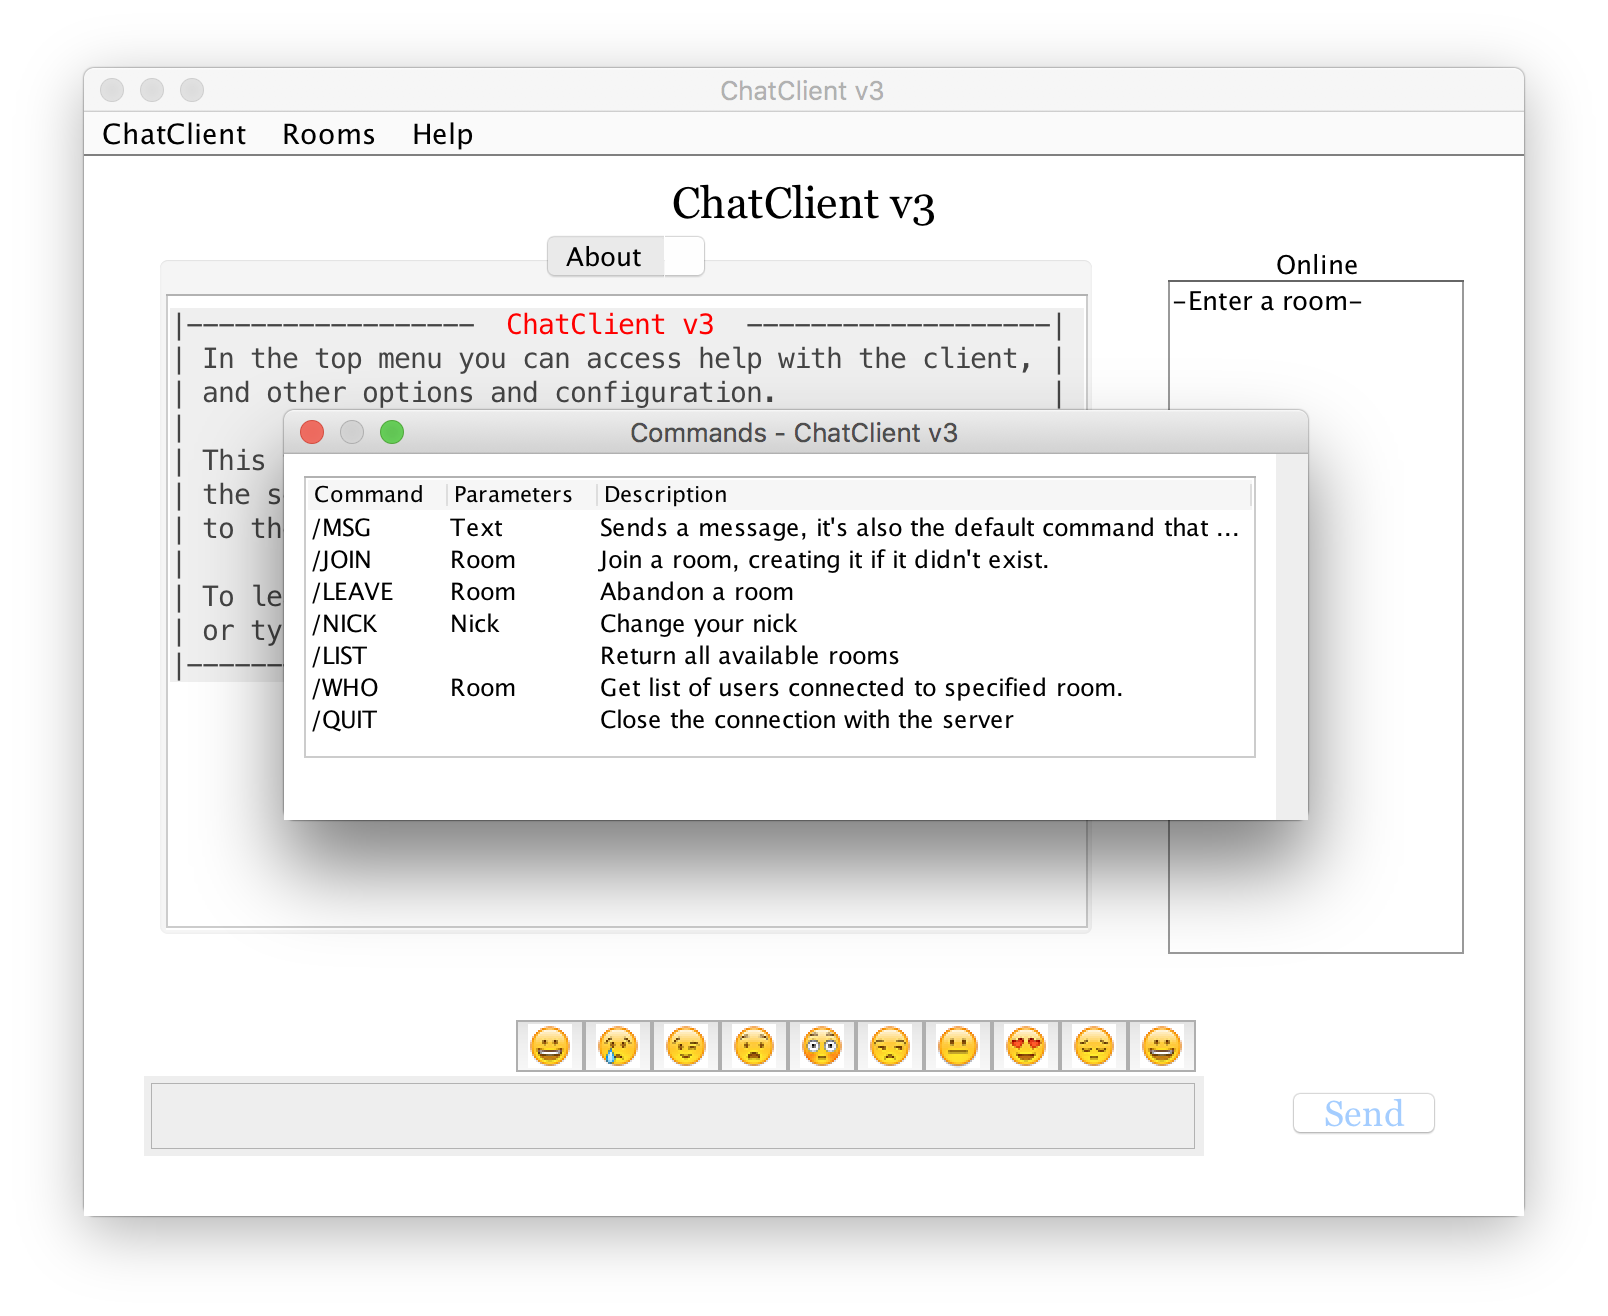 ChatClient v3
ChatClient Rooms Help
ChatClient v3
About
Online
-Enter a room-
|------------------ ChatClient v3 -------------------|
| In the top menu you can access help with the client, |
| and other options and configuration. |
|
| This
| the
| to
|
| To
| or
|------
Commands - ChatClient v3
Command Parameters Description
/MSG Text Sends a message, it's also the default command that ...
/JOIN Room Join a room, creating it if it didn't exist.
/LEAVE Room Abandon a room
/NICK Nick Change your nick
/LIST Return all available rooms
/WHO Room Get list of users connected to specified room.
/QUIT Close the connection with the server
Send